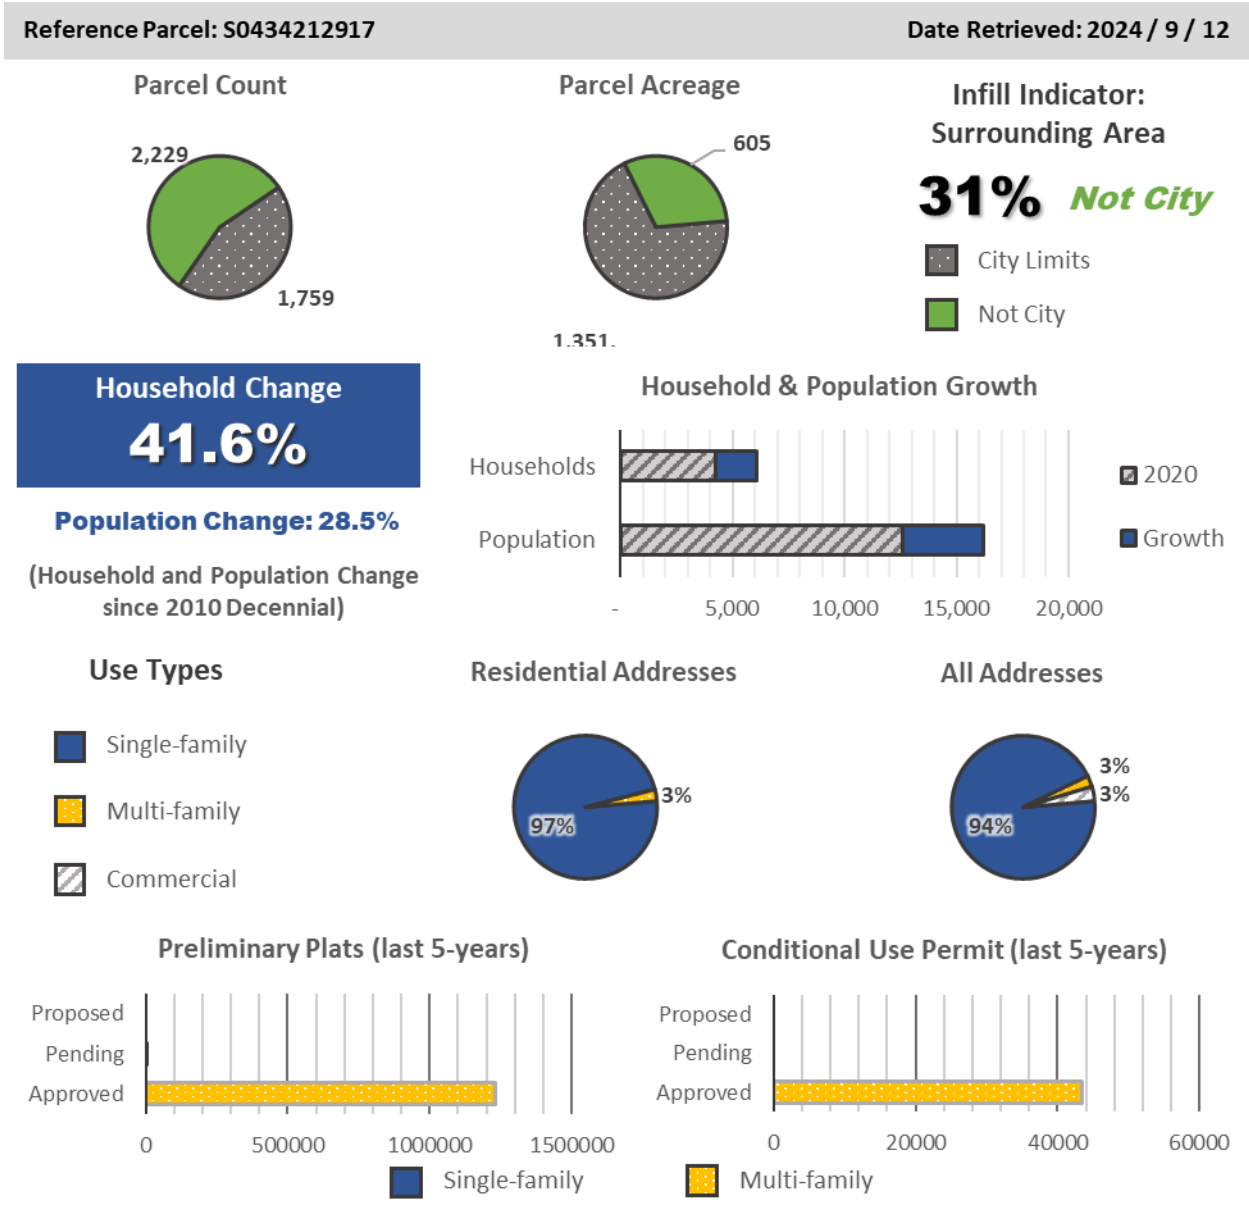 Reference Parcel: S0434212917
Date Retrieved: 2024 / 9 / 12
Parcel Count
2,229
1,759
Parcel Acreage
605
1,351.
Infill Indicator:
Surrounding Area
31% Not City
City Limits
Not City
Household Change
41.6%
Population Change: 28.5%
(Household and Population Change
since 2010 Decennial)
Household & Population Growth
Households
Population
- 5,000 10,000 15,000 20,000
2020
Growth
Use Types
Single-family
Multi-family
Commercial
Residential Addresses
97%
3%
All Addresses
3%
3%
94%
Preliminary Plats (last 5-years)
Proposed
Pending
Approved
0 500000 1000000 1500000
Conditional Use Permit (last 5-years)
Proposed
Pending
Approved
0 20000 40000 60000
Single-family
Multi-family